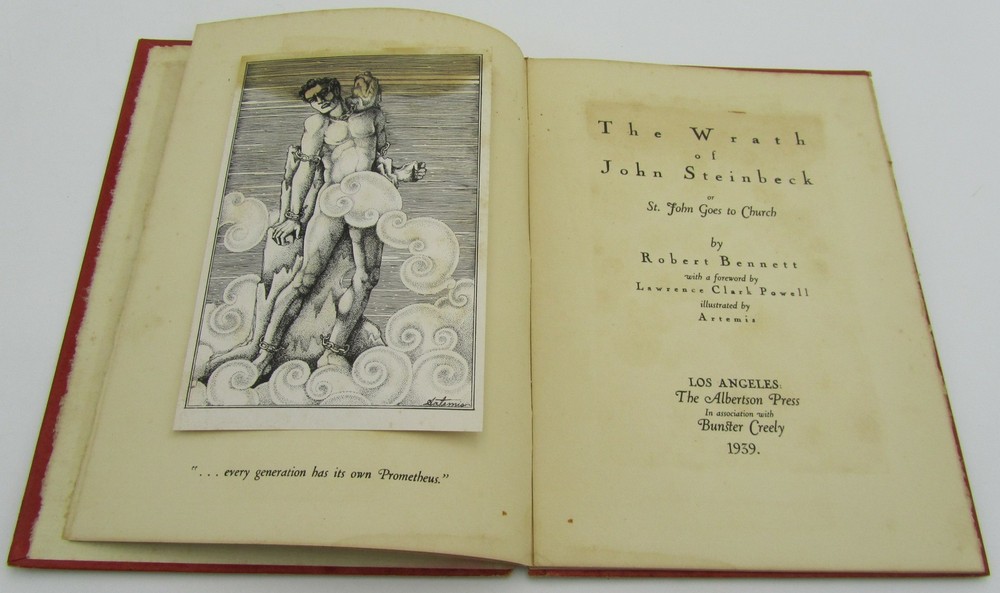 Artemis
"... every generation has its own Prometheus."
The Wrath
of
John Steinbeck
or
St. John Goes to Church
by
Robert Bennett
with a foreword by
Lawrence Clark Powell
illustrated by
Artemis
LOS ANGELES:
The Albertson Press
In association with
Bunster Creely
1939.